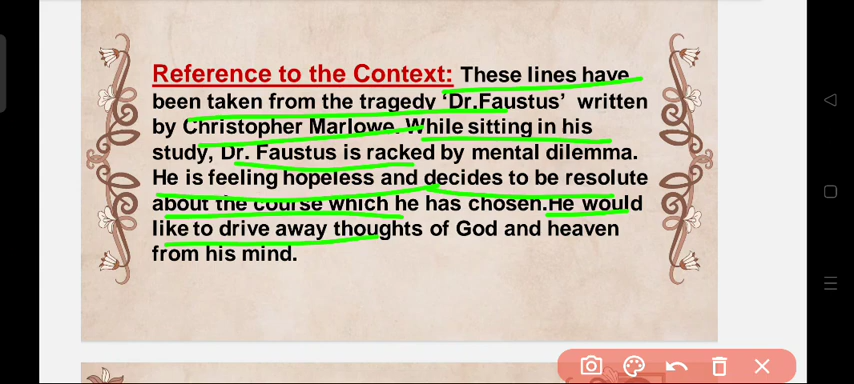 Reference to the Context: These lines have
been taken from the tragedy ‘Dr.Faustus’ written
by Christopher Marlowe. While sitting in his
study, Dr. Faustus is racked by mental dilemma.
He is feeling hopeless and decides to be resolute
about the course which he has chosen.He would
like to drive away thoughts of God and heaven
from his mind.